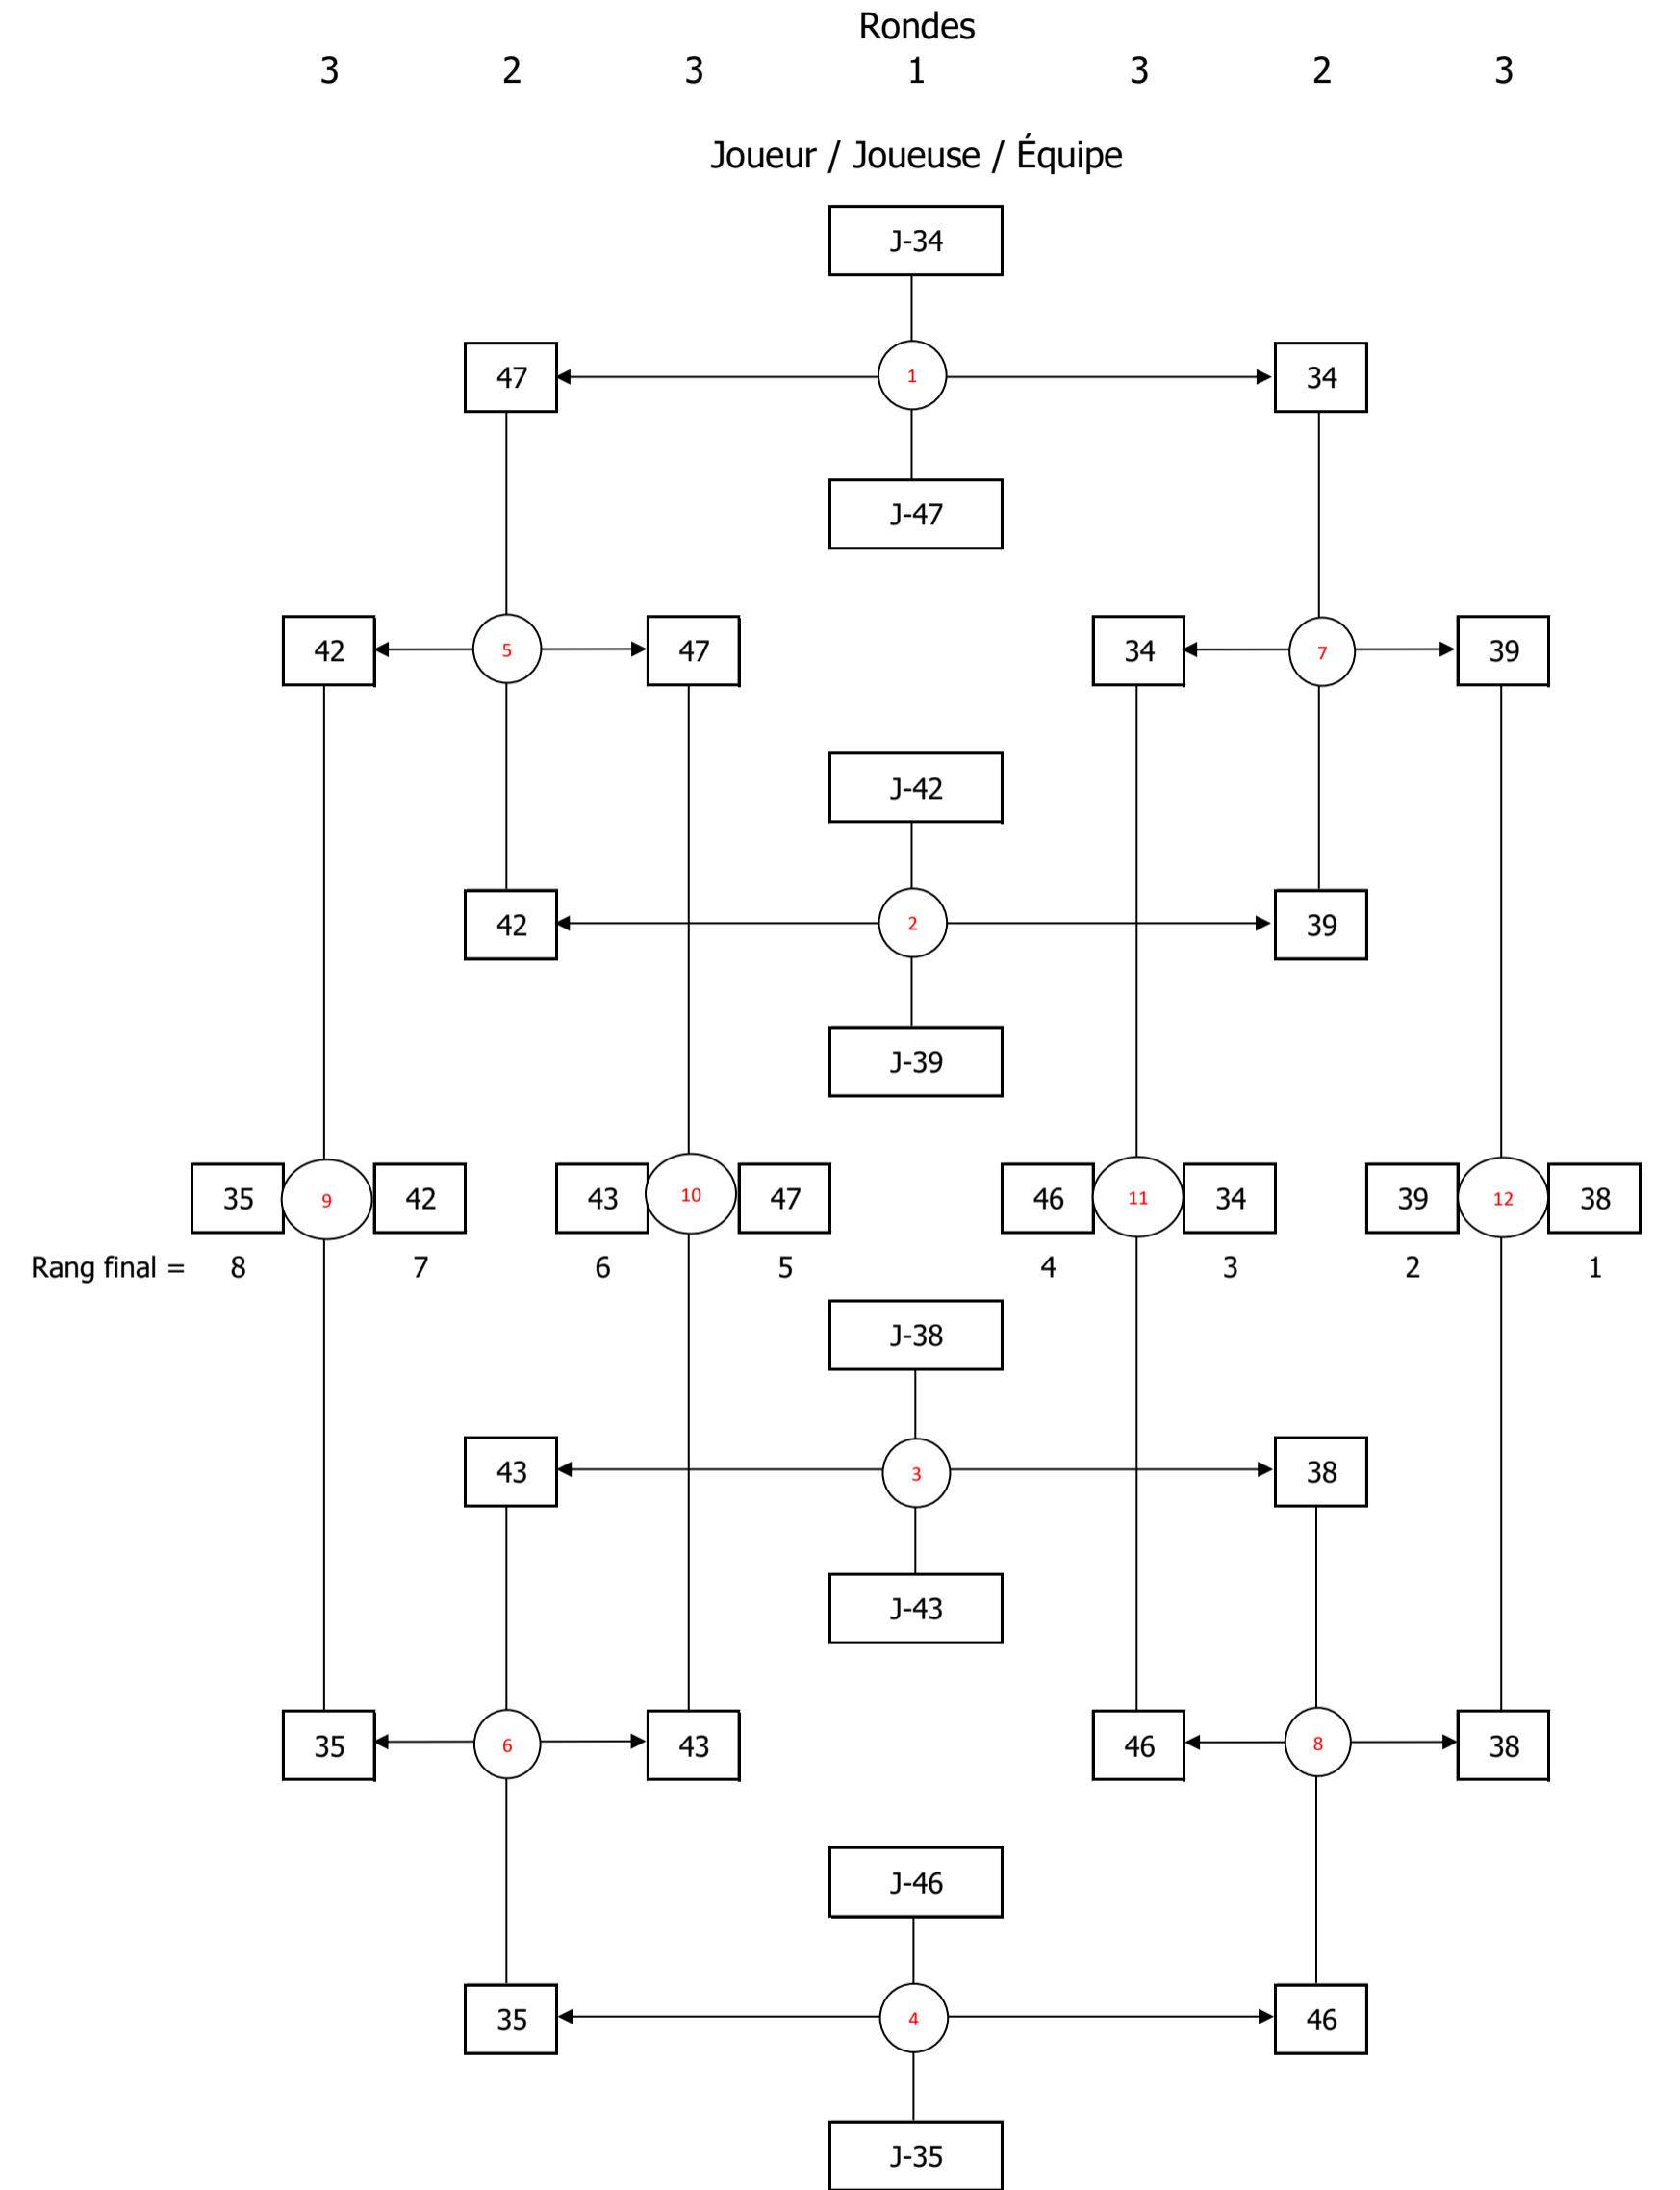 Rondes
3 2 3 1 3 2 3
Joueur / Joueuse / Équipe
J-34
47 1 34
J-47
42 5 47 34 7 39
J-42
42 2 39
J-39
35 9 42 43 10 47 46 11 34 39 12 38
Rang final = 8 7 6 5 4 3 2 1
J-38
43 3 38
J-43
35 6 43 46 8 38
J-46
35 4 46
J-35